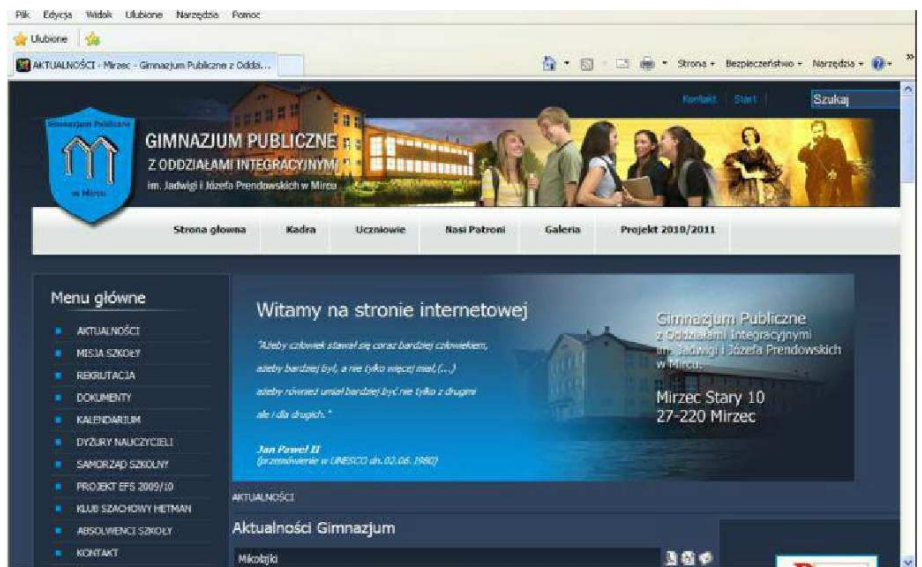 Plik Edycja Widok Ulubione Narzędzia Pomoc
Ulubione
AKTUALNOŚCI - Mirzec - Gimnazjum Publiczne z Oddzi...
Strona Bezpieczeństwo Narzędzia
Kontakt Start Szukaj
Gimnazjum Publiczne
w Mircu
GIMNAZJUM PUBLICZNE
Z ODDZIAŁAMI INTEGRACYJNYMI
im. Jadwigi i Józefa Prendowskich w Mircu
Strona głowna Kadra Uczniowie Nasi Patroni Galeria Projekt 2010/2011
Menu główne
AKTUALNOŚCI
MISJA SZKOŁY
REKRUTACJA
DOKUMENTY
KALENDARIUM
DYŻURY NAUCZYCIELI
SAMORZĄD SZKOLNY
PROJEKT EFS 2009/10
KLUB SZACHOWY HETMAN
ABSOLWENCI SZKOŁY
KONTAKT
Witamy na stronie internetowej
"Ażeby człowiek stawał się coraz bardziej człowiekiem,
ażeby bardziej był, a nie tylko więcej miał,(...)
ażeby również umiał bardziej być nie tylko z drugimi
ale i dla drugich."
Jan Paweł II
(przemówienie w UNESCO dn. 02.06.1980)
Gimnazjum Publiczne
z Oddziałami Integracyjnymi
im. Jadwigi i Józefa Prendowskich
w Mircu.
Mirzec Stary 10
27-220 Mirzec
AKTUALNOŚCI
Aktualności Gimnazjum
Mikołajki